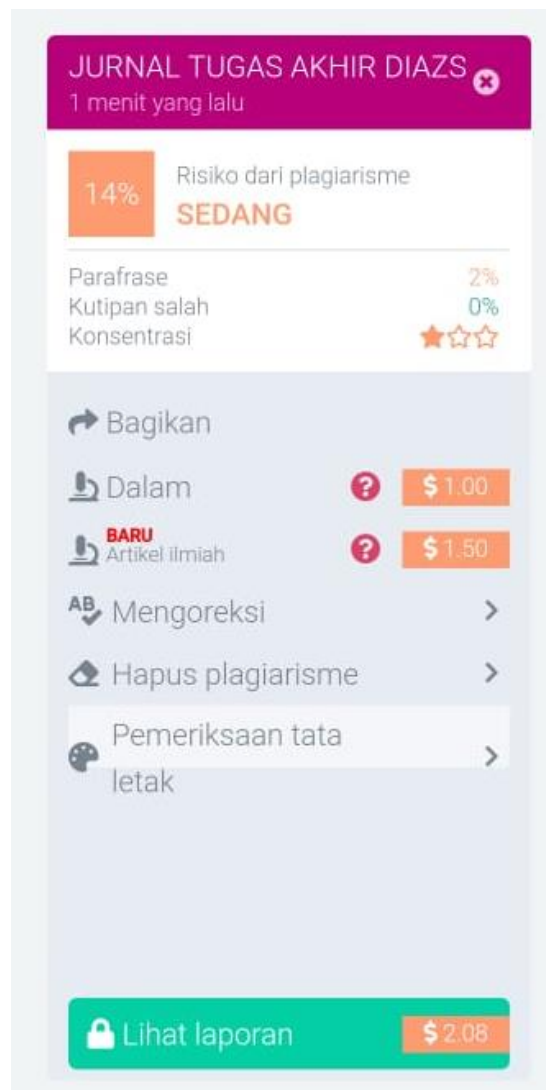 JURNAL TUGAS AKHIR DIAZS
1 menit yang lalu
14%
Risiko dari plagiarisme
SEDANG
Parafrase 2%
Kutipan salah 0%
Konsentrasi
Bagikan
Dalam $ 1.00
BARU
Artikel ilmiah $ 1.50
Mengoreksi
Hapus plagiarisme
Pemeriksaan tata
letak
Lihat laporan $ 2.08